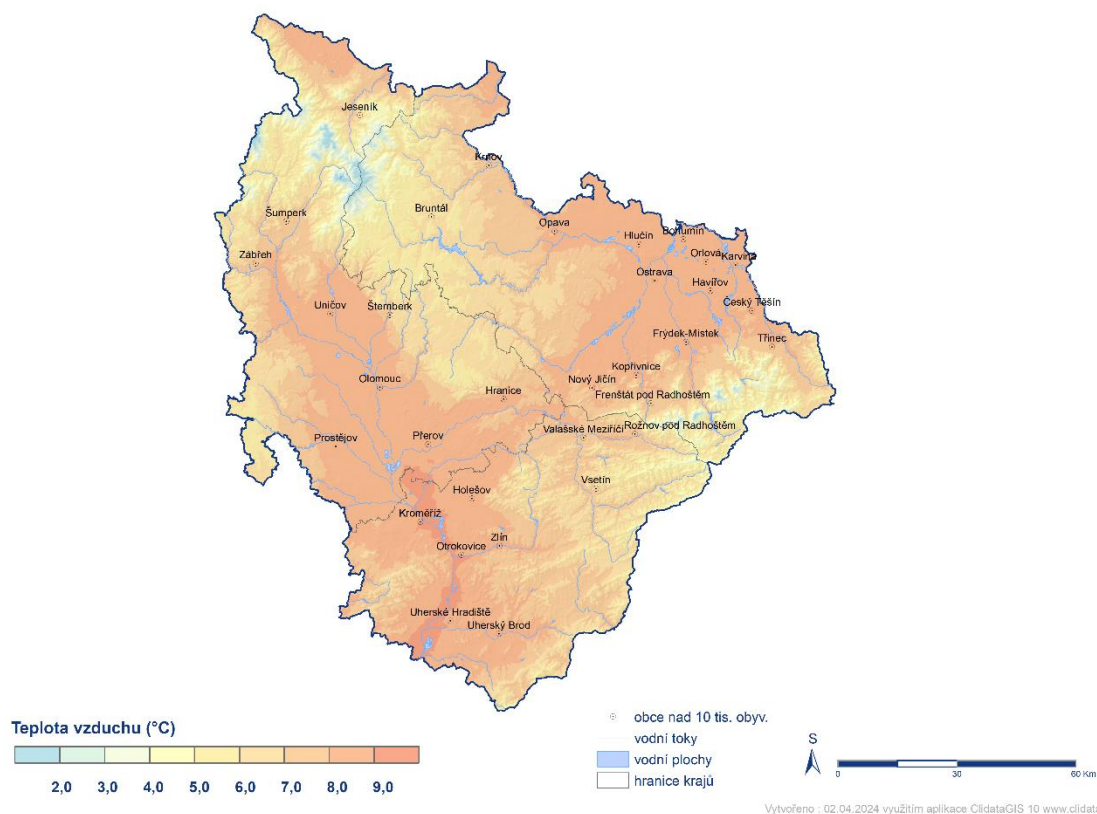 Jeseník
Krnov
Bruntál
Šumperk
Opava
Hlučín
Bohumín
Orlová
Karviná
Zábřeh
Ostrava
Havířov
Uničov
Štemberk
Český Těšín
Frýdek-Místek
Třinec
Kopřivnice
Olomouc
Nový Jičín
Hranice
Frenštát pod Radhoštěm
Valašské Meziříčí
Rožnov pod Radhoštěm
Prostějov
Přerov
Vsetín
Holešov
Kroměříž
Zlín
Otrokovice
Uherské Hradiště
Uherský Brod
Teplota vzduchu (°C)
2,0 3,0 4,0 5,0 6,0 7,0 8,0 9,0
obce nad 10 tis. obyv.
vodní toky
vodní plochy
hranice krajů
S
0 30 60 Km
Vytvořeno : 02.04.2024 využitím aplikace ClidataGIS 10 www.clidat